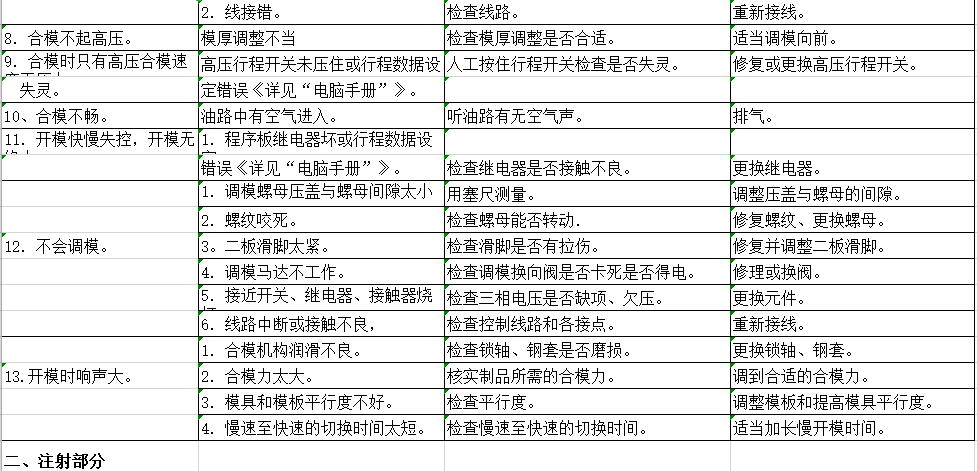 2. 线接错。 检查线路。 重新接线。
8. 合模不起高压。 模厚调整不当 检查模厚调整是否合适。 适当调模向前。
9. 合模时只有高压合模速 高压行程开关未压住或行程数据设 人工按住行程开关检查是否失灵。 修复或更换高压行程开关。
失灵。 定错误《详见“电脑手册”》。
10、合模不畅。 油路中有空气进入。 听油路有无空气声。 排气。
11. 开模快慢失控，开模无 1. 程序板继电器坏或行程数据设
错误《详见“电脑手册”》。 检查继电器是否接触不良。 更换继电器。
1. 调模螺母压盖与螺母间隙太小 用塞尺测量。 调整压盖与螺母的间隙。
2. 螺纹咬死。 检查螺母能否转动. 修复螺纹、更换螺母。
12. 不会调模。 3。二板滑脚太紧。 检查滑脚是否有拉伤。 修复并调整二板滑脚。
4. 调模马达不工作。 检查调模换向阀是否卡死是否得电。 修理或换阀。
5. 接近开关、继电器、接触器烧 检查三相电压是否缺项、欠压。 更换元件。
6. 线路中断或接触不良， 检查控制线路和各接点。 重新接线。
1. 合模机构润滑不良。 检查锁轴、钢套是否磨损。 更换锁轴、钢套。
13.开模时响声大。 2. 合模力太大。 核实制品所需的合模力。 调到合适的合模力。
3. 模具和模板平行度不好。 检查平行度。 调整模板和提高模具平行度。
4. 慢速至快速的切换时间太短。 检查慢速至快速的切换时间。 适当加长慢开模时间。
二、注射部分